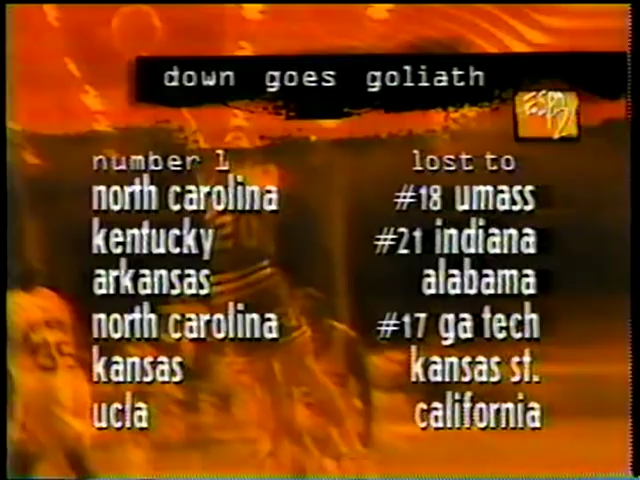 down goes goliath
ESPN2
number 1 lost to
north carolina #18 umass
kentucky #21 indiana
arkansas alabama
north carolina #17 ga tech
kansas kansas st.
ucla california